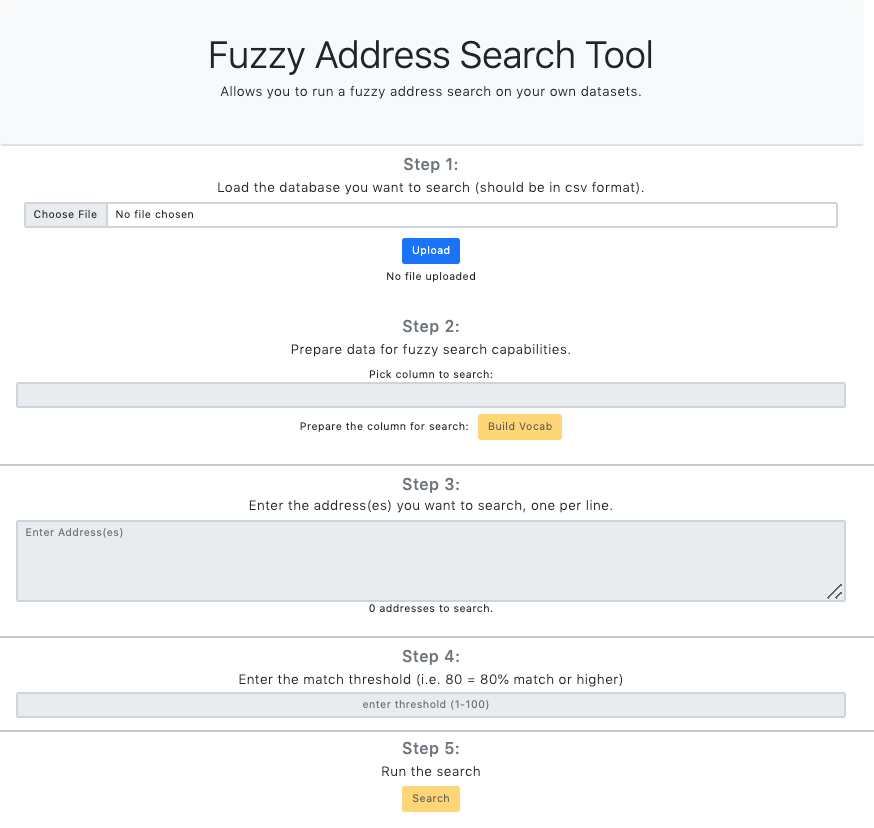 Fuzzy Address Search Tool
Allows you to run a fuzzy address search on your own datasets.
Step 1:
Load the database you want to search (should be in csv format).
Choose File No file chosen
Upload
No file uploaded
Step 2:
Prepare data for fuzzy search capabilities.
Pick column to search:
Prepare the column for search: Build Vocab
Step 3:
Enter the address(es) you want to search, one per line.
Enter Address(es)
0 addresses to search.
Step 4:
Enter the match threshold (i.e. 80 = 80% match or higher)
enter threshold (1-100)
Step 5:
Run the search
Search